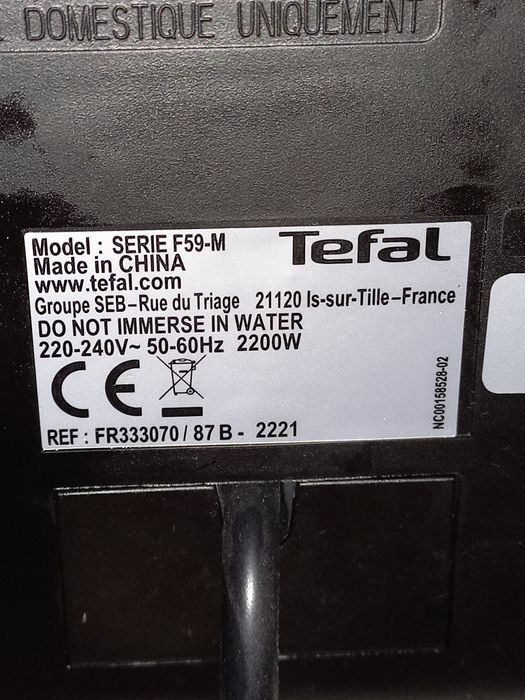 DOMESTIQUE UNIQUEMENT
Model : SERIE F59-M
Tefal
Made in CHINA
www.tefal.com
Groupe SEB–Rue du Triage 21120 Is-sur-Tille–France
DO NOT IMMERSE IN WATER
220-240V~ 50-60Hz 2200W
CE
REF : FR333070 / 87 B - 2221
NC00158528-02